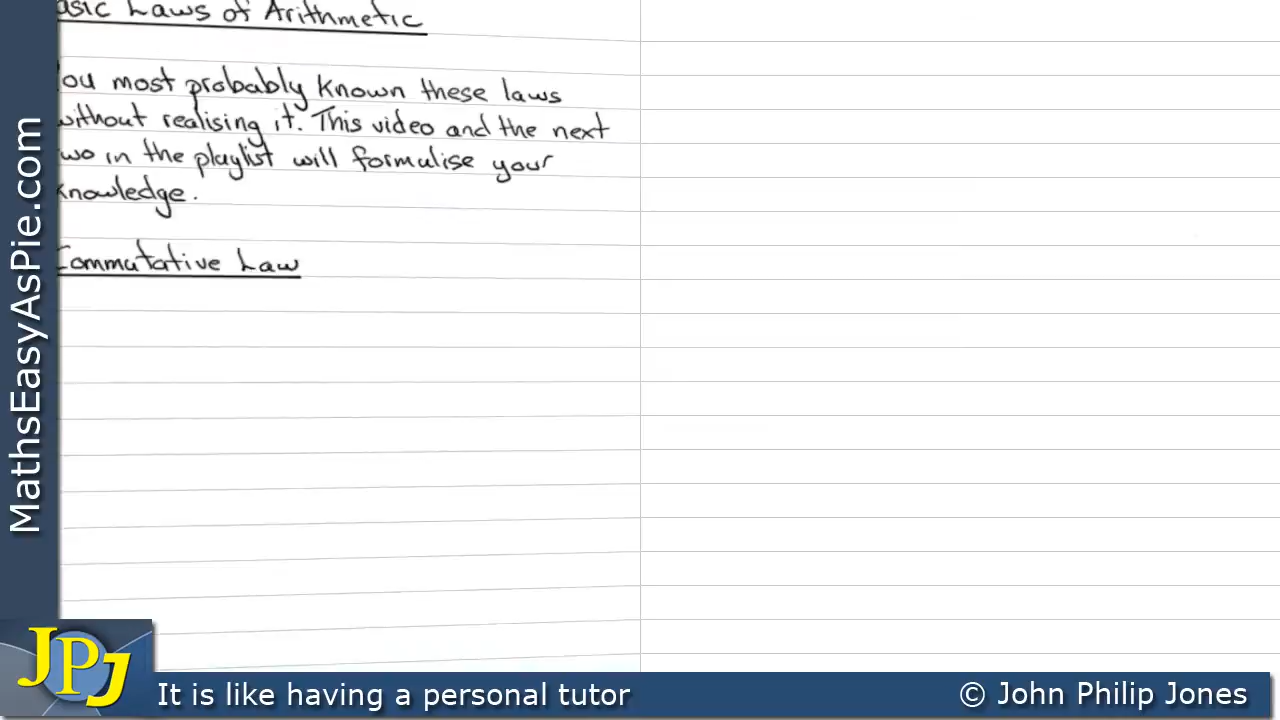 asic Laws of Arithmetic
You most probably known these laws
without realising it. This video and the next
wo in the playlist will formalise your
knowledge.
Commutative Law
MathsEasyAsPie.com
JPJ
It is like having a personal tutor
© John Philip Jones